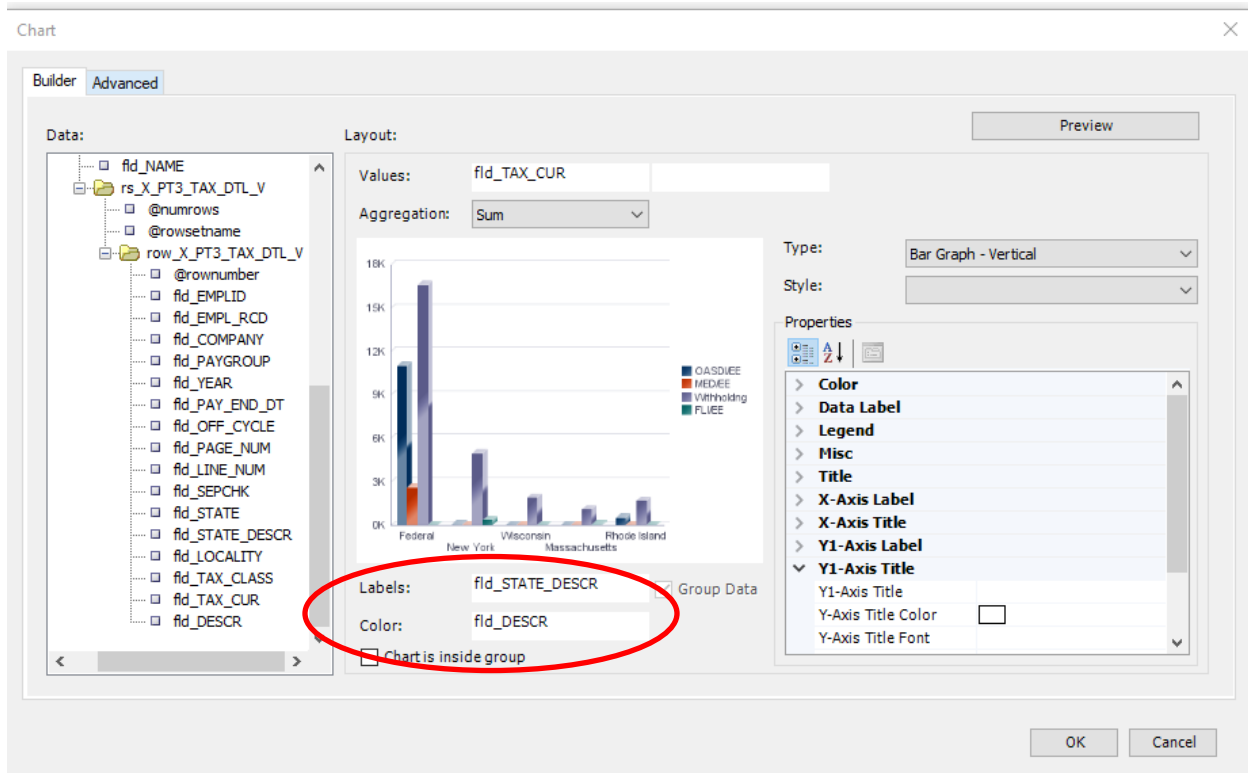 Chart
Builder
Advanced
Data:
fld_NAME
rs_X_PT3_TAX_DTL_V
@numrows
@rowsetname
row_X_PT3_TAX_DTL_V
@rownumber
fld_EMPLID
fld_EMPL_RCD
fld_COMPANY
fld_PAYGROUP
fld_YEAR
fld_PAY_END_DT
fld_OFF_CYCLE
fld_PAGE_NUM
fld_LINE_NUM
fld_SEPCHK
fld_STATE
fld_STATE_DESCR
fld_LOCALITY
fld_TAX_CLASS
fld_TAX_CUR
fld_DESCR
Layout:
Preview
Values: fld_TAX_CUR
Aggregation: Sum
18K
15K
12K
9K
6K
3K
0K
Federal
New York
Wisconsin
Massachusetts
Rhode Island
OASDI/EE
MED/EE
Withholding
FLI/EE
Labels: fld_STATE_DESCR Group Data
Color: fld_DESCR
Chart is inside group
Type: Bar Graph - Vertical
Style:
Properties
Color
Data Label
Legend
Misc
Title
X-Axis Label
X-Axis Title
Y1-Axis Label
Y1-Axis Title
Y1-Axis Title
Y-Axis Title Color
Y-Axis Title Font
OK
Cancel